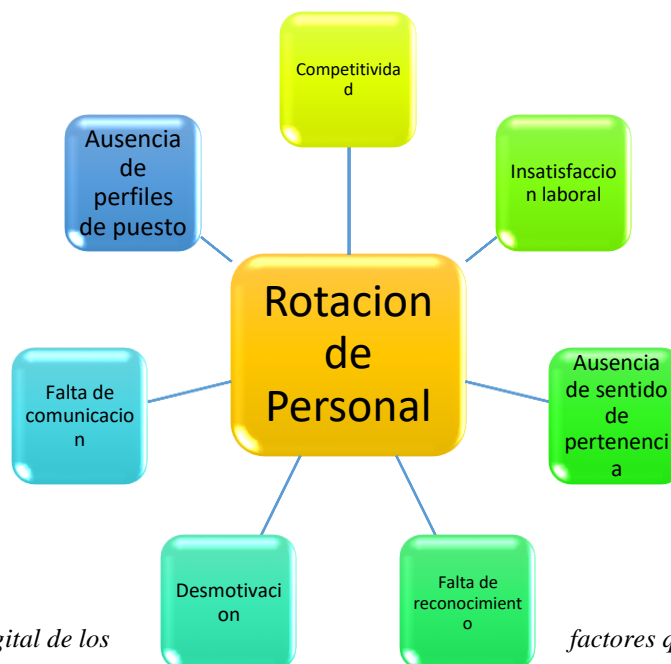 Competitivida
d
Ausencia
de
perfiles
de puesto
Insatisfaccio
n laboral
Rotacion
de
Personal
Ausencia
de sentido
de
pertenenci
a
Falta de
comunicacio
n
Desmotivaci
on
Falta de
reconocimient
o
gital de los
factores q